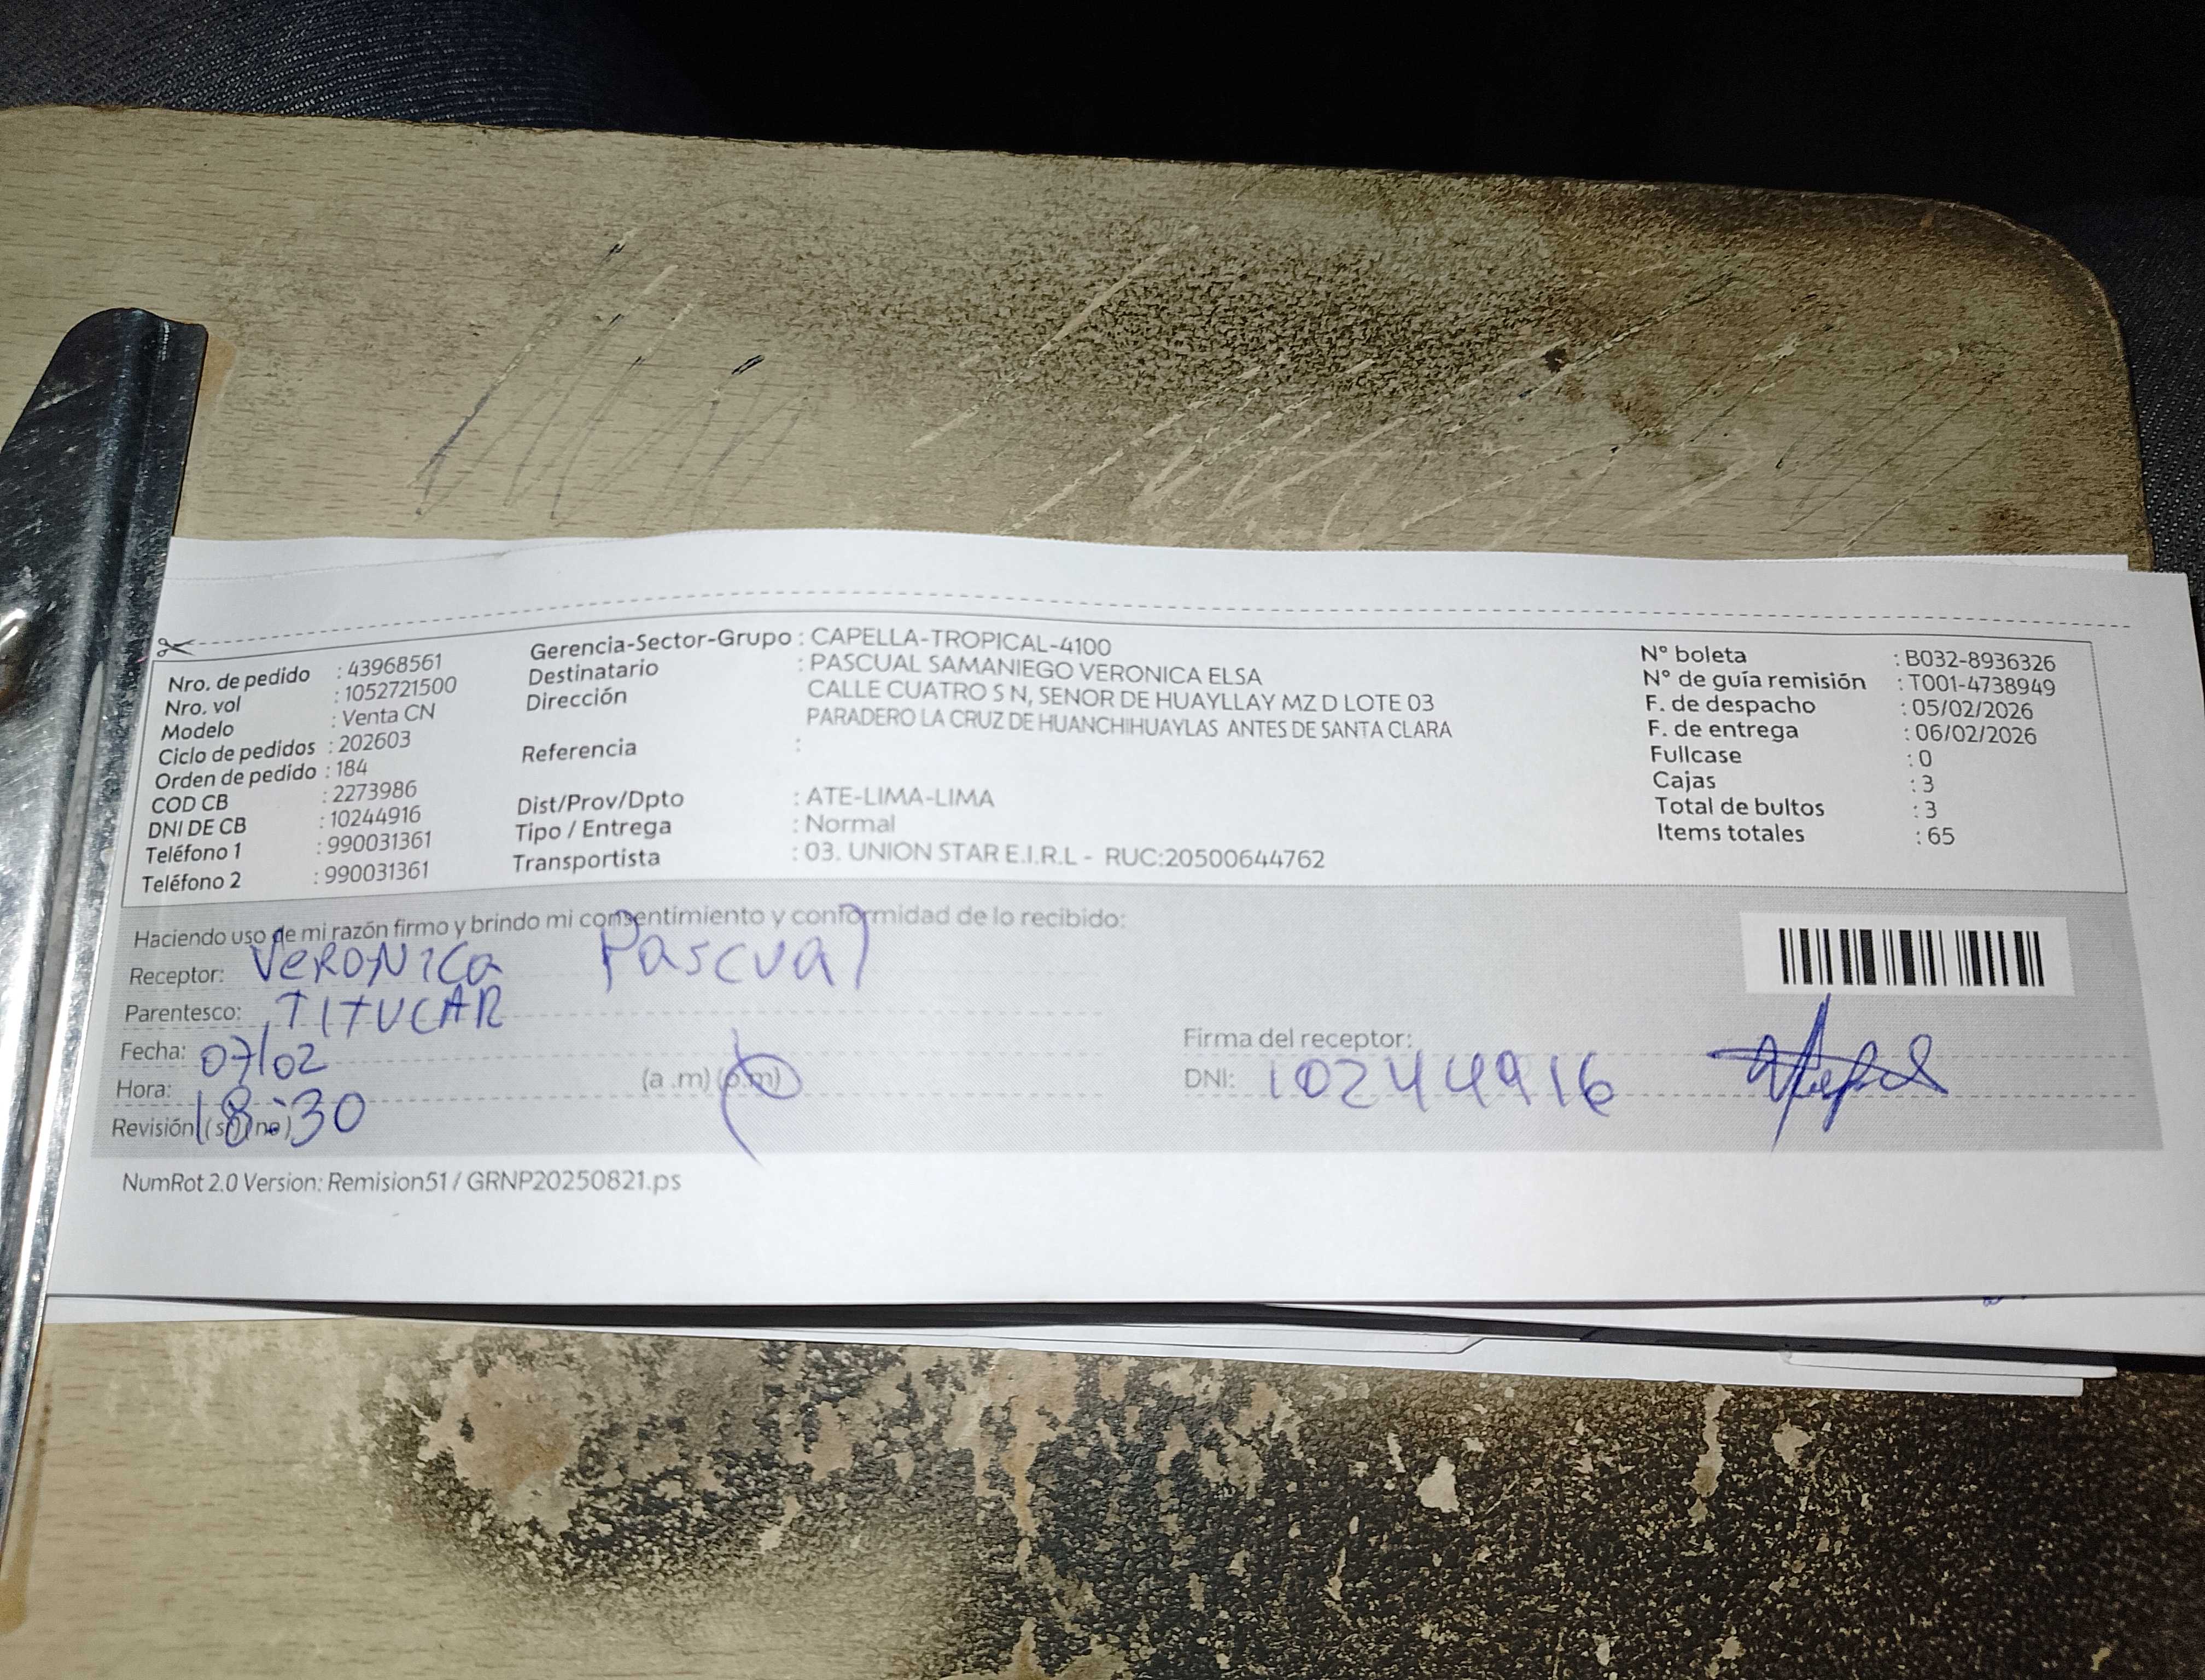 Nro. de pedido : 43968561
Nro. vol : 1052721500
Modelo : Venta CN
Ciclo de pedidos : 202603
Orden de pedido : 184
COD CB : 2273986
DNI DE CB : 10244916
Teléfono 1 : 990031361
Teléfono 2 : 990031361
Gerencia-Sector-Grupo : CAPELLA-TROPICAL-4100
Destinatario : PASCUAL SAMANIEGO VERONICA ELSA
Dirección CALLE CUATRO S N, SENOR DE HUAYLLAY MZ D LOTE 03
PARADERO LA CRUZ DE HUANCHIHUAYLAS ANTES DE SANTA CLARA
Referencia :
Dist/Prov/Dpto : ATE-LIMA-LIMA
Tipo / Entrega : Normal
Transportista : 03. UNION STAR E.I.R.L - RUC:20500644762
N° boleta : B032-8936326
N° de guía remisión : T001-4738949
F. de despacho : 05/02/2026
F. de entrega : 06/02/2026
Fullcase : 0
Cajas : 3
Total de bultos : 3
Items totales : 65
Haciendo uso de mi razón firmo y brindo mi consentimiento y conformidad de lo recibido:
Receptor: VERONICA Pascual
Parentesco: TITUCAR
Fecha: 07/02
Hora: 18:30 (a .m) (p.m)
Revisión (si) (no)
Firma del receptor:
DNI: 10244916
NumRot 2.0 Version: Remision51 / GRNP20250821.ps